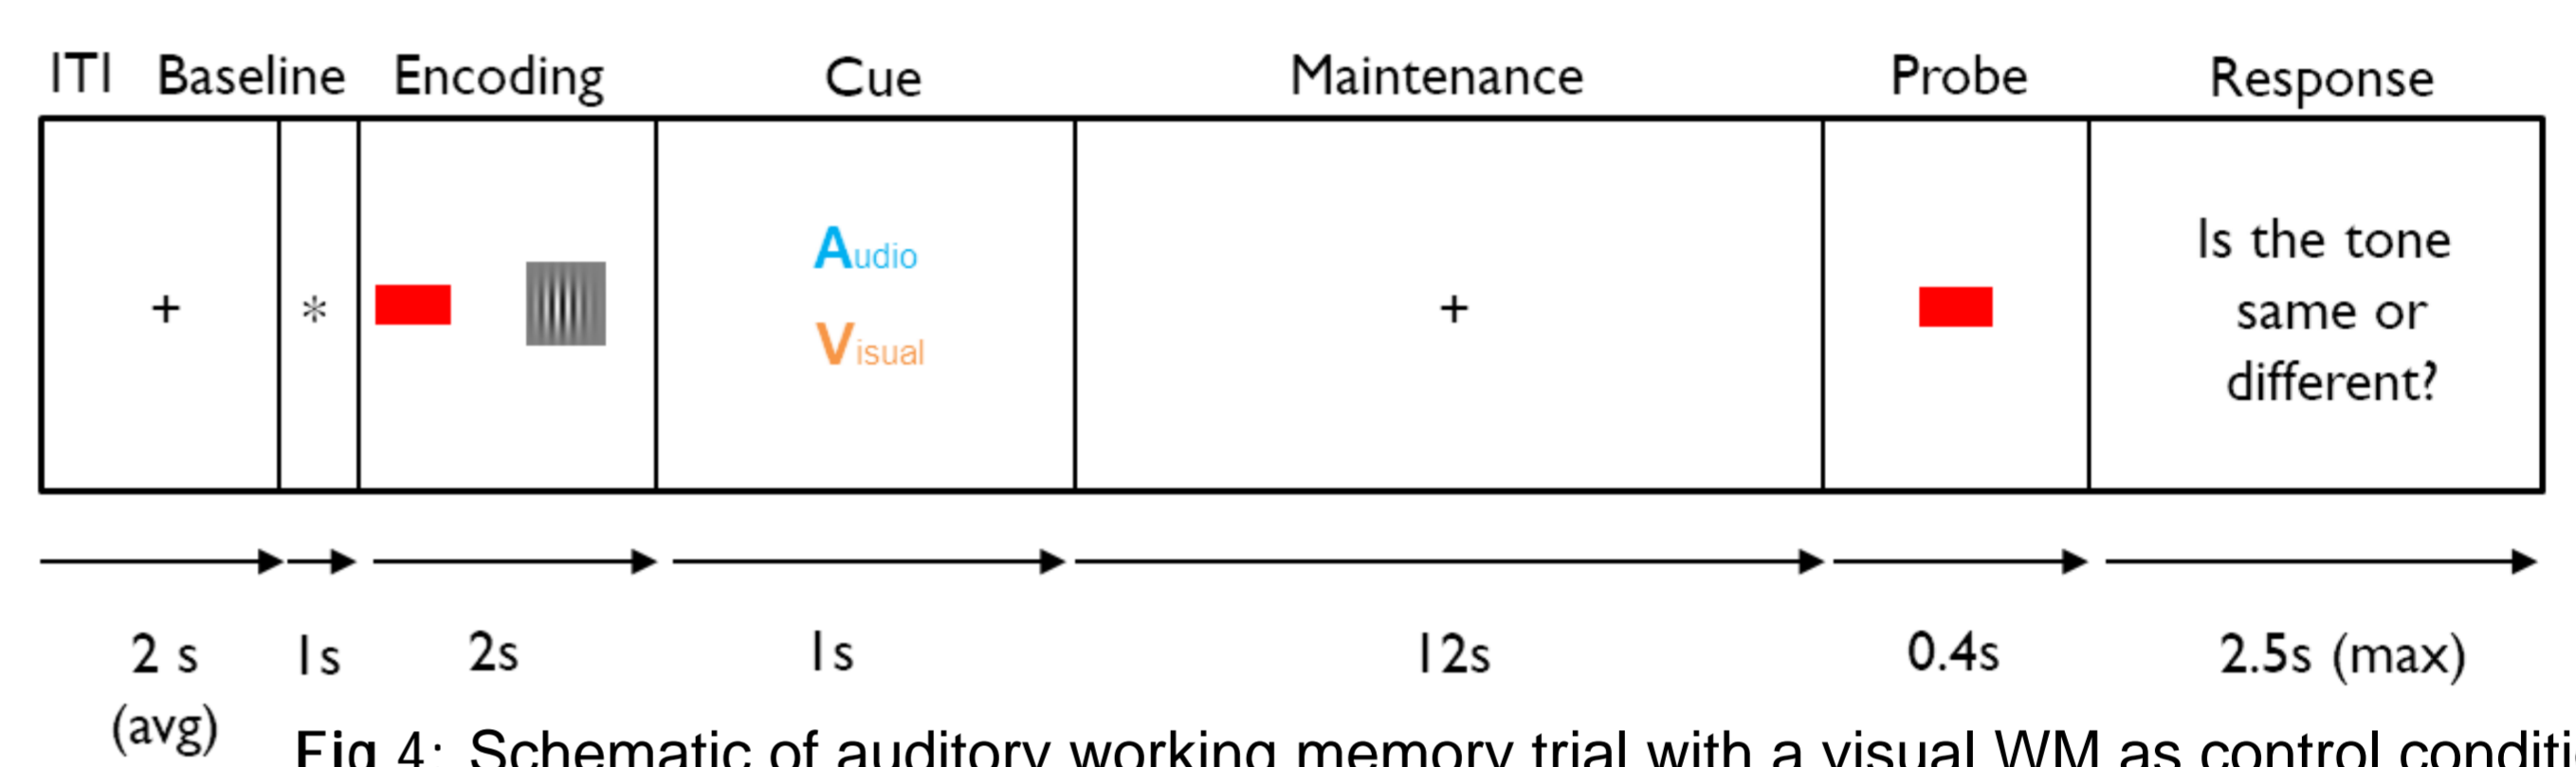 ITI Baseline Encoding Cue Maintenance Probe Response
+ * Audio Visual + Is the tone same or different?
2 s (avg) 1s 2s 1s 12s 0.4s 2.5s (max)
Fig 4: Schematic of auditory working memory trial with a visual WM as control